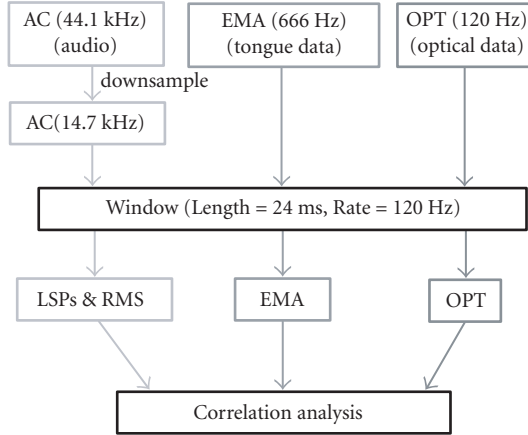 AC (44.1 kHz)
(audio)
EMA (666 Hz)
(tongue data)
OPT (120 Hz)
(optical data)
downsample
AC(14.7 kHz)
Window (Length = 24 ms, Rate = 120 Hz)
LSPs & RMS
EMA
OPT
Correlation analysis